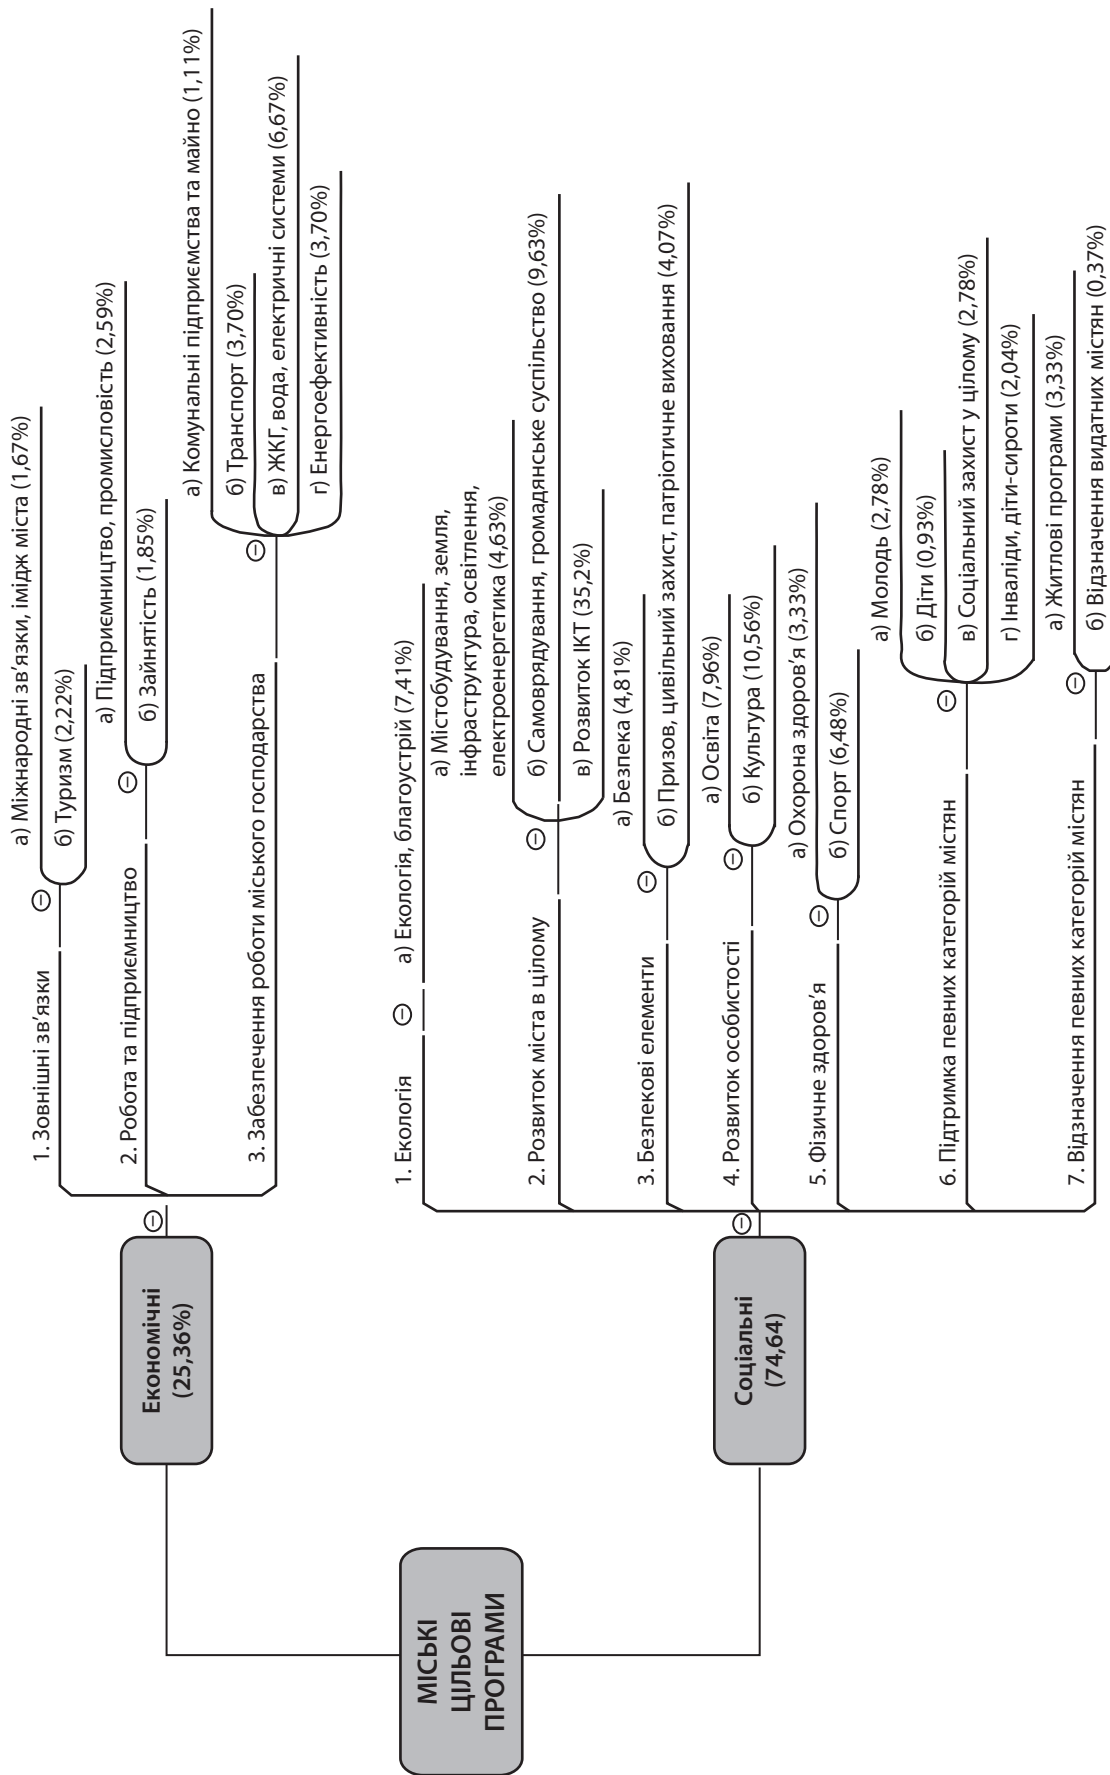 МІСЬКІ
ЦІЛЬОВІ
ПРОГРАМИ
Економічні
(25,36%)
1. Зовнішні зв’язки
а) Міжнародні зв’язки, імідж міста (1,67%)
б) Туризм (2,22%)
2. Робота та підприємництво
а) Підприємництво, промисловість (2,59%)
б) Зайнятість (1,85%)
3. Забезпечення роботи міського господарства
а) Комунальні підприємства та майно (1,11%)
б) Транспорт (3,70%)
в) ЖКГ, вода, електричні системи (6,67%)
г) Енергоефективність (3,70%)
Соціальні
(74,64)
1. Екологія
а) Екологія, благоустрій (7,41%)
2. Розвиток міста в цілому
а) Містобудування, земля,
інфраструктура, освітлення,
електроенергетика (4,63%)
б) Самоврядування, громадянське суспільство (9,63%)
в) Розвиток ІКТ (35,2%)
3. Безпекові елементи
а) Безпека (4,81%)
б) Призов, цивільний захист, патріотичне виховання (4,07%)
4. Розвиток особистості
а) Освіта (7,96%)
б) Культура (10,56%)
5. Фізичне здоров’я
а) Охорона здоров’я (3,33%)
б) Спорт (6,48%)
6. Підтримка певних категорій містян
а) Молодь (2,78%)
б) Діти (0,93%)
в) Соціальний захист у цілому (2,78%)
г) Інваліди, діти-сироти (2,04%)
7. Відзначення певних категорій містян
а) Житлові програми (3,33%)
б) Відзначення видатних містян (0,37%)